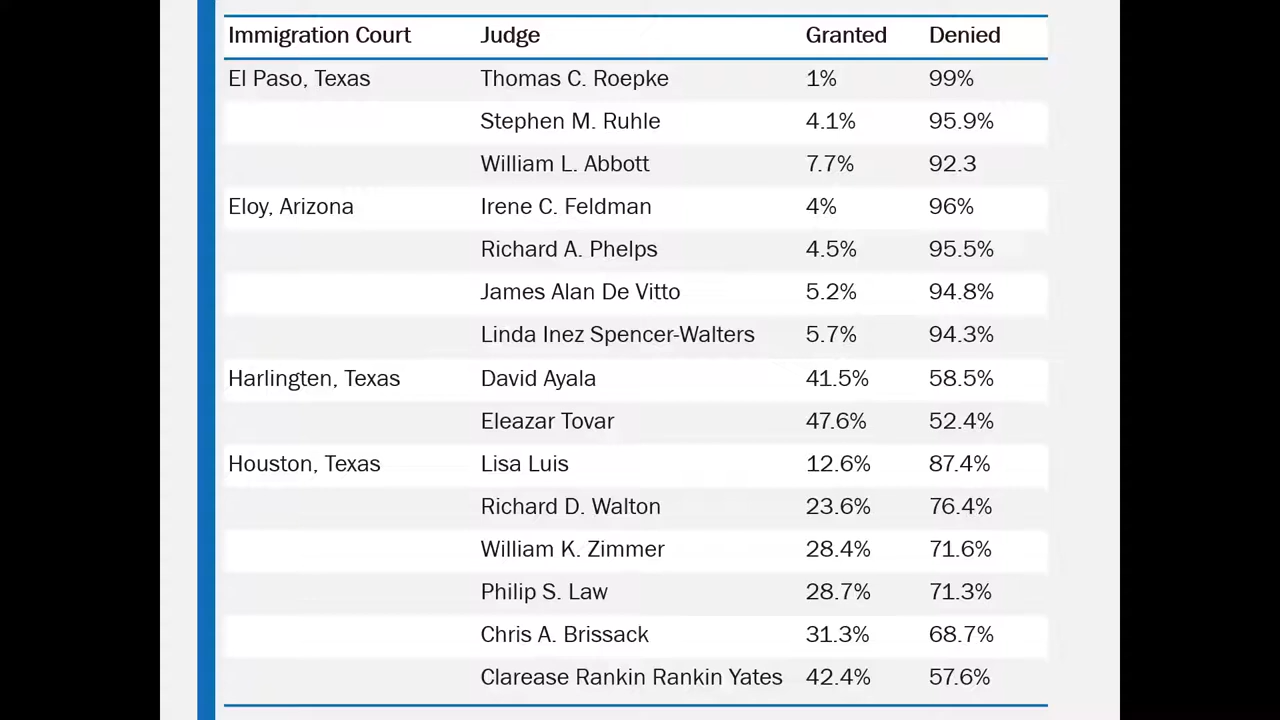 Immigration Court Judge Granted Denied
El Paso, Texas Thomas C. Roepke 1% 99%
Stephen M. Ruhle 4.1% 95.9%
William L. Abbott 7.7% 92.3
Eloy, Arizona Irene C. Feldman 4% 96%
Richard A. Phelps 4.5% 95.5%
James Alan De Vitto 5.2% 94.8%
Linda Inez Spencer-Walters 5.7% 94.3%
Harlington, Texas David Ayala 41.5% 58.5%
Eleazar Tovar 47.6% 52.4%
Houston, Texas Lisa Luis 12.6% 87.4%
Richard D. Walton 23.6% 76.4%
William K. Zimmer 28.4% 71.6%
Philip S. Law 28.7% 71.3%
Chris A. Brissack 31.3% 68.7%
Clarease Rankin Rankin Yates 42.4% 57.6%